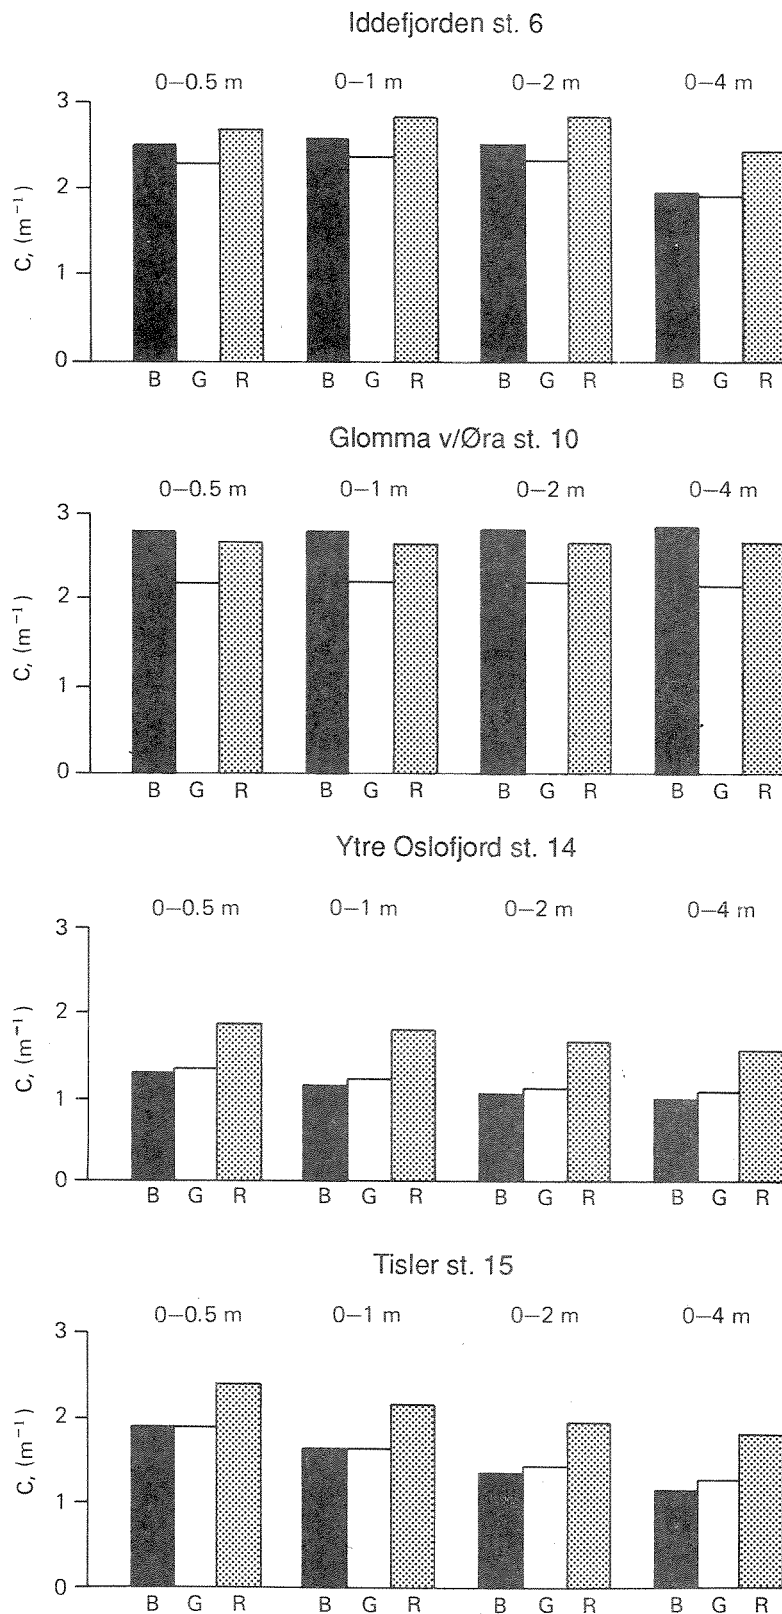 Iddefjorden st. 6
0–0.5 m 0–1 m 0–2 m 0–4 m
3
2
1
0
C, (m⁻¹)
B G R B G R B G R B G R
Glomma v/Øra st. 10
0–0.5 m 0–1 m 0–2 m 0–4 m
3
2
1
0
C, (m⁻¹)
B G R B G R B G R B G R
Ytre Oslofjord st. 14
0–0.5 m 0–1 m 0–2 m 0–4 m
3
2
1
0
C, (m⁻¹)
B G R B G R B G R B G R
Tisler st. 15
0–0.5 m 0–1 m 0–2 m 0–4 m
3
2
1
0
C, (m⁻¹)
B G R B G R B G R B G R